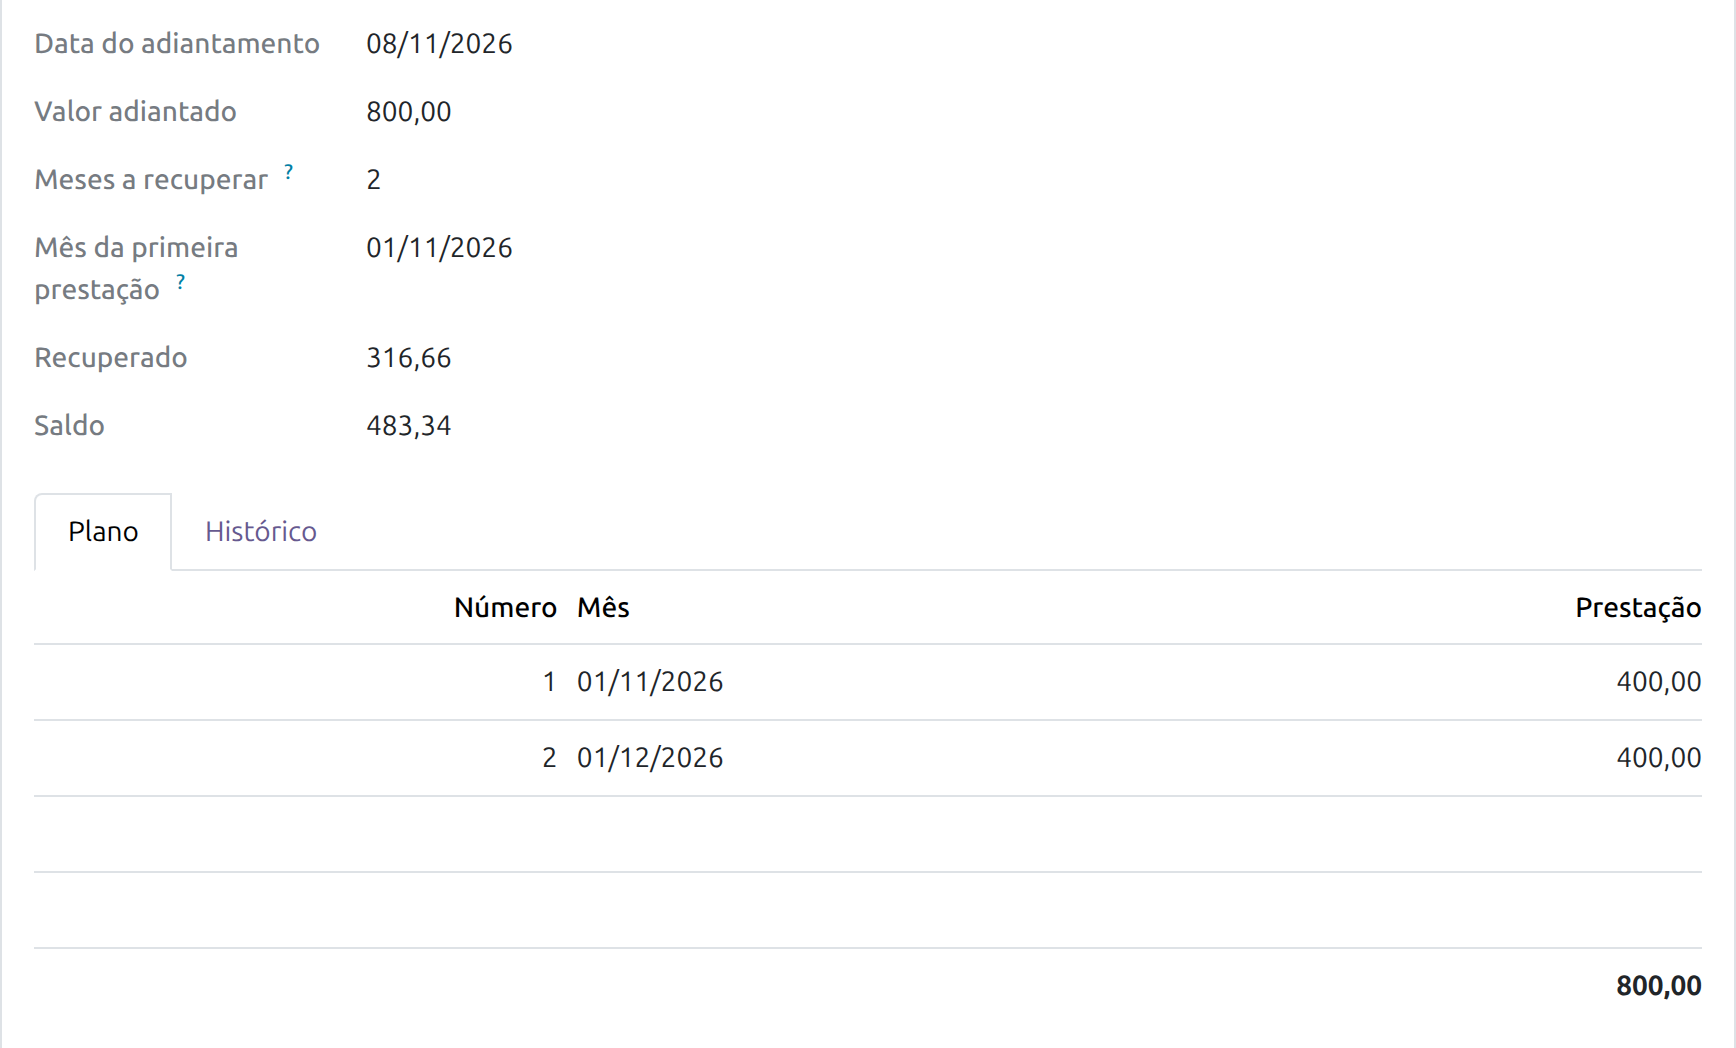 Data do adiantamento 08/11/2026
Valor adiantado 800,00
Meses a recuperar ? 2
Mês da primeira 01/11/2026
prestação ?
Recuperado 316,66
Saldo 483,34
Plano Histórico
Número Mês Prestação
1 01/11/2026 400,00
2 01/12/2026 400,00
800,00